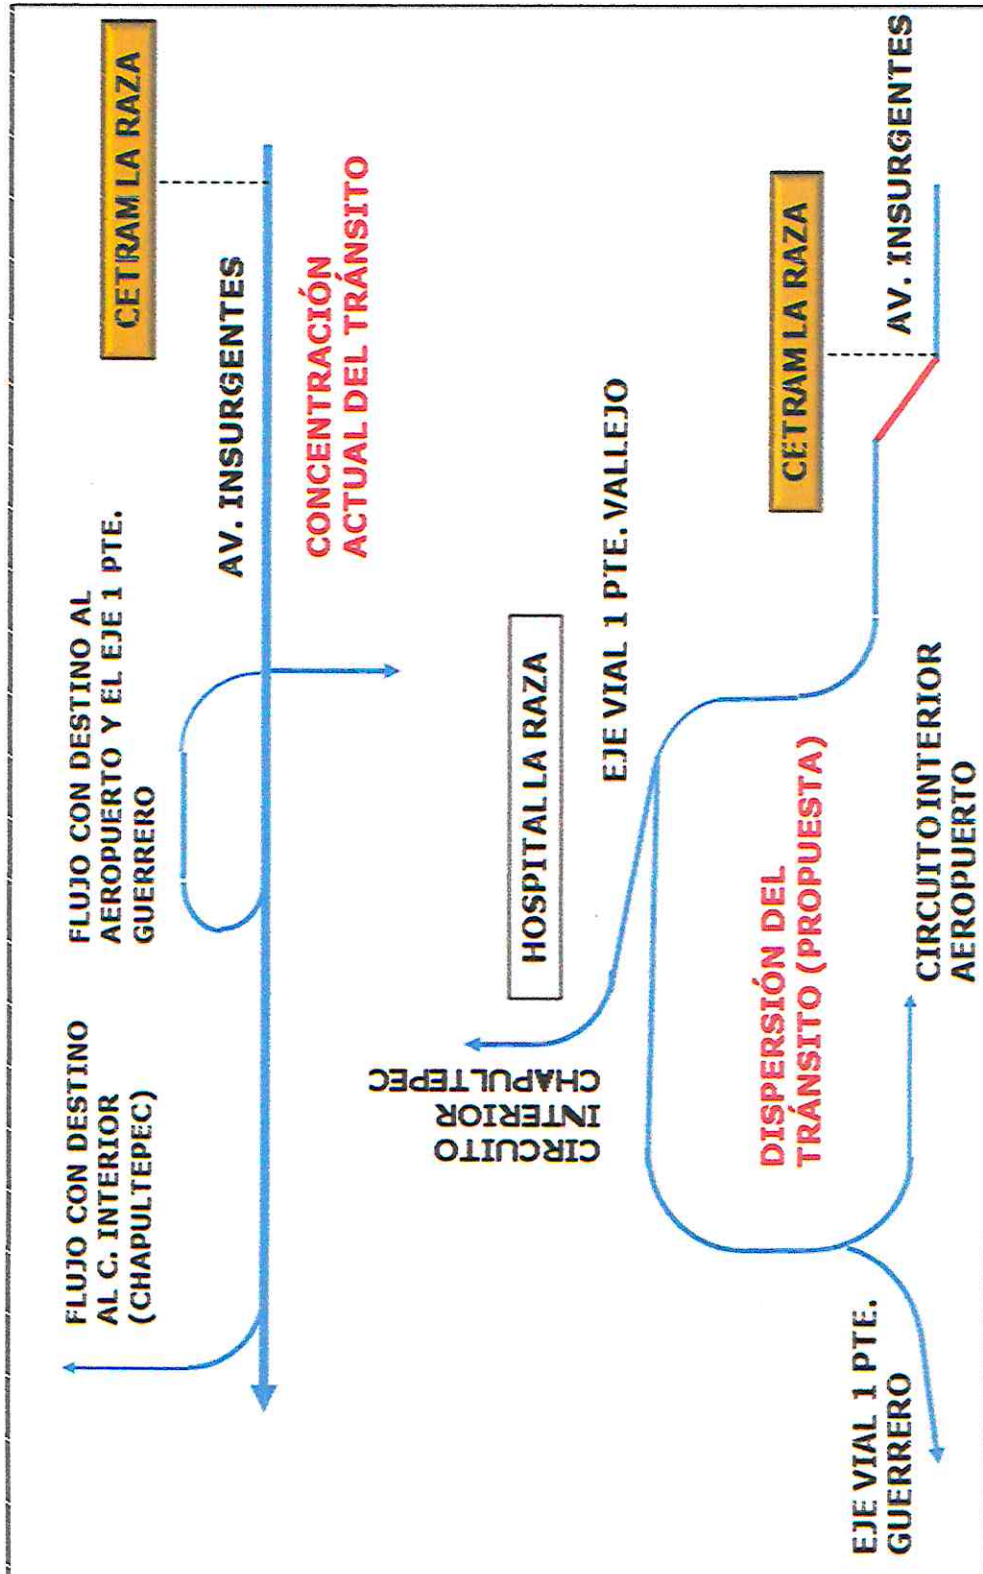 FLUJO CON DESTINO
AL C. INTERIOR
(CHAPULTEPEC)
FLUJO CON DESTINO AL
AEROPUERTO Y EL EJE 1 PTE.
GUERRERO
CETRAM LA RAZA
AV. INSURGENTES
CONCENTRACIÓN
ACTUAL DEL TRÁNSITO
CIRCUITO
INTERIOR
CHAPULTEPEC
HOSPITAL LA RAZA
EJE VIAL 1 PTE. VALLEJO
CETRAM LA RAZA
DISPERSIÓN DEL
TRÁNSITO (PROPUESTA)
AV. INSURGENTES
EJE VIAL 1 PTE.
GUERRERO
CIRCUITO INTERIOR
AEROPUERTO